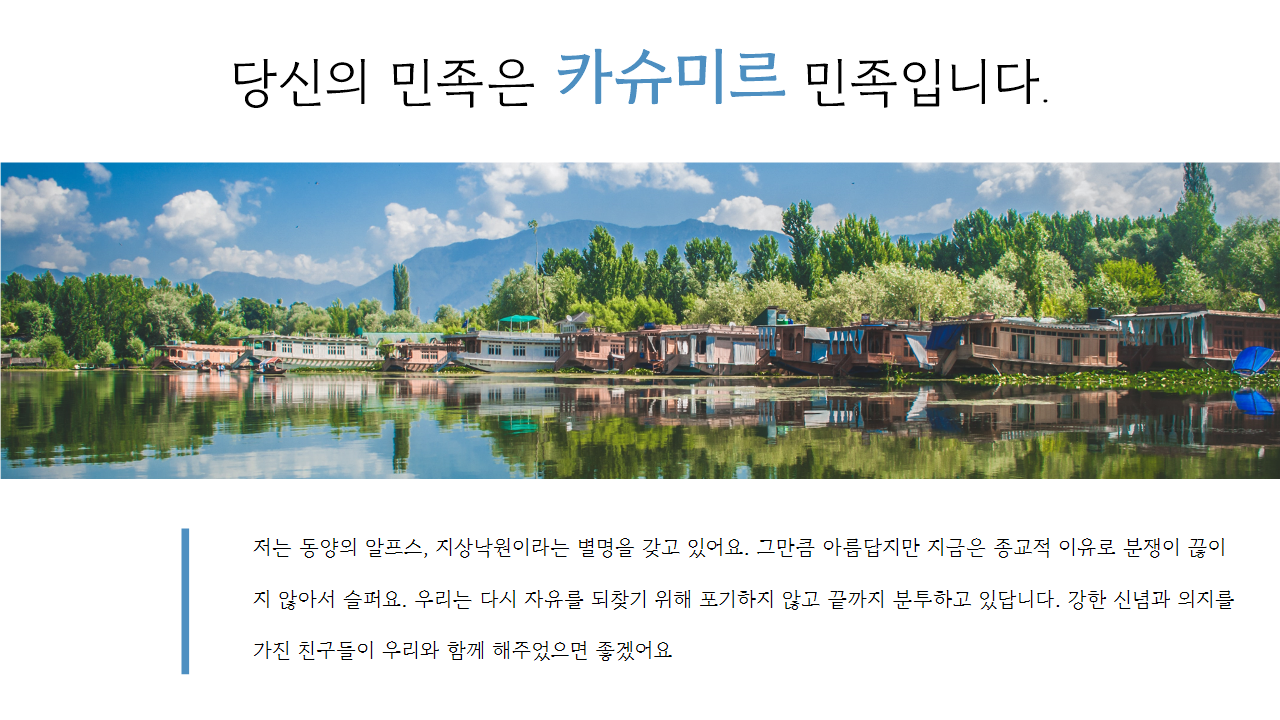 당신의 민족은 카슈미르 민족입니다.
저는 동양의 알프스, 지상낙원이라는 별명을 갖고 있어요. 그만큼 아름답지만 지금은 종교적 이유로 분쟁이 끊이
지 않아서 슬퍼요. 우리는 다시 자유를 되찾기 위해 포기하지 않고 끝까지 분투하고 있답니다. 강한 신념과 의지를
가진 친구들이 우리와 함께 해주었으면 좋겠어요